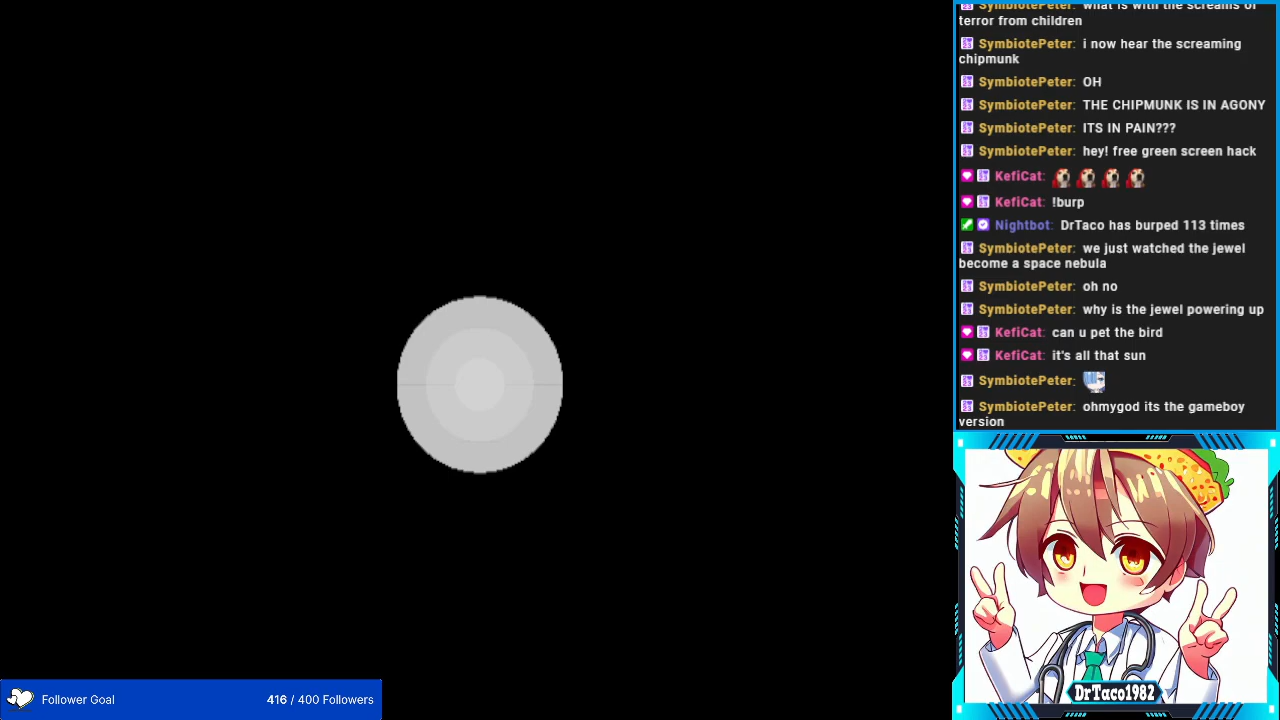 SymbiotePeter: what is with the screams of
terror from children
SymbiotePeter: i now hear the screaming
chipmunk
SymbiotePeter: OH
SymbiotePeter: THE CHIPMUNK IS IN AGONY
SymbiotePeter: ITS IN PAIN???
SymbiotePeter: hey! free green screen hack
KefiCat:
KefiCat: !burp
Nightbot: DrTaco has burped 113 times
SymbiotePeter: we just watched the jewel
become a space nebula
SymbiotePeter: oh no
SymbiotePeter: why is the jewel powering up
KefiCat: can u pet the bird
KefiCat: it's all that sun
SymbiotePeter:
SymbiotePeter: ohmygod its the gameboy
version
DrTaco1982
Follower Goal 416 / 400 Followers